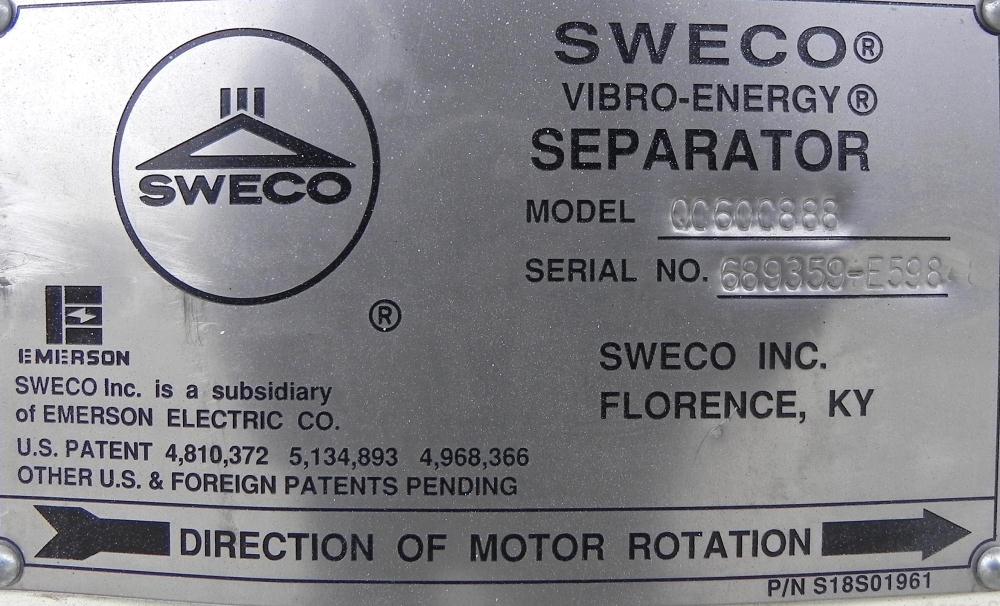 SWECO
SWECO®
VIBRO-ENERGY®
SEPARATOR
MODEL QC60C888
SERIAL NO. 689359-E598
SWECO INC.
FLORENCE, KY
®
EMERSON
SWECO Inc. is a subsidiary
of EMERSON ELECTRIC CO.
U.S. PATENT 4,810,372 5,134,893 4,968,366
OTHER U.S. & FOREIGN PATENTS PENDING
DIRECTION OF MOTOR ROTATION
P/N S18S01961